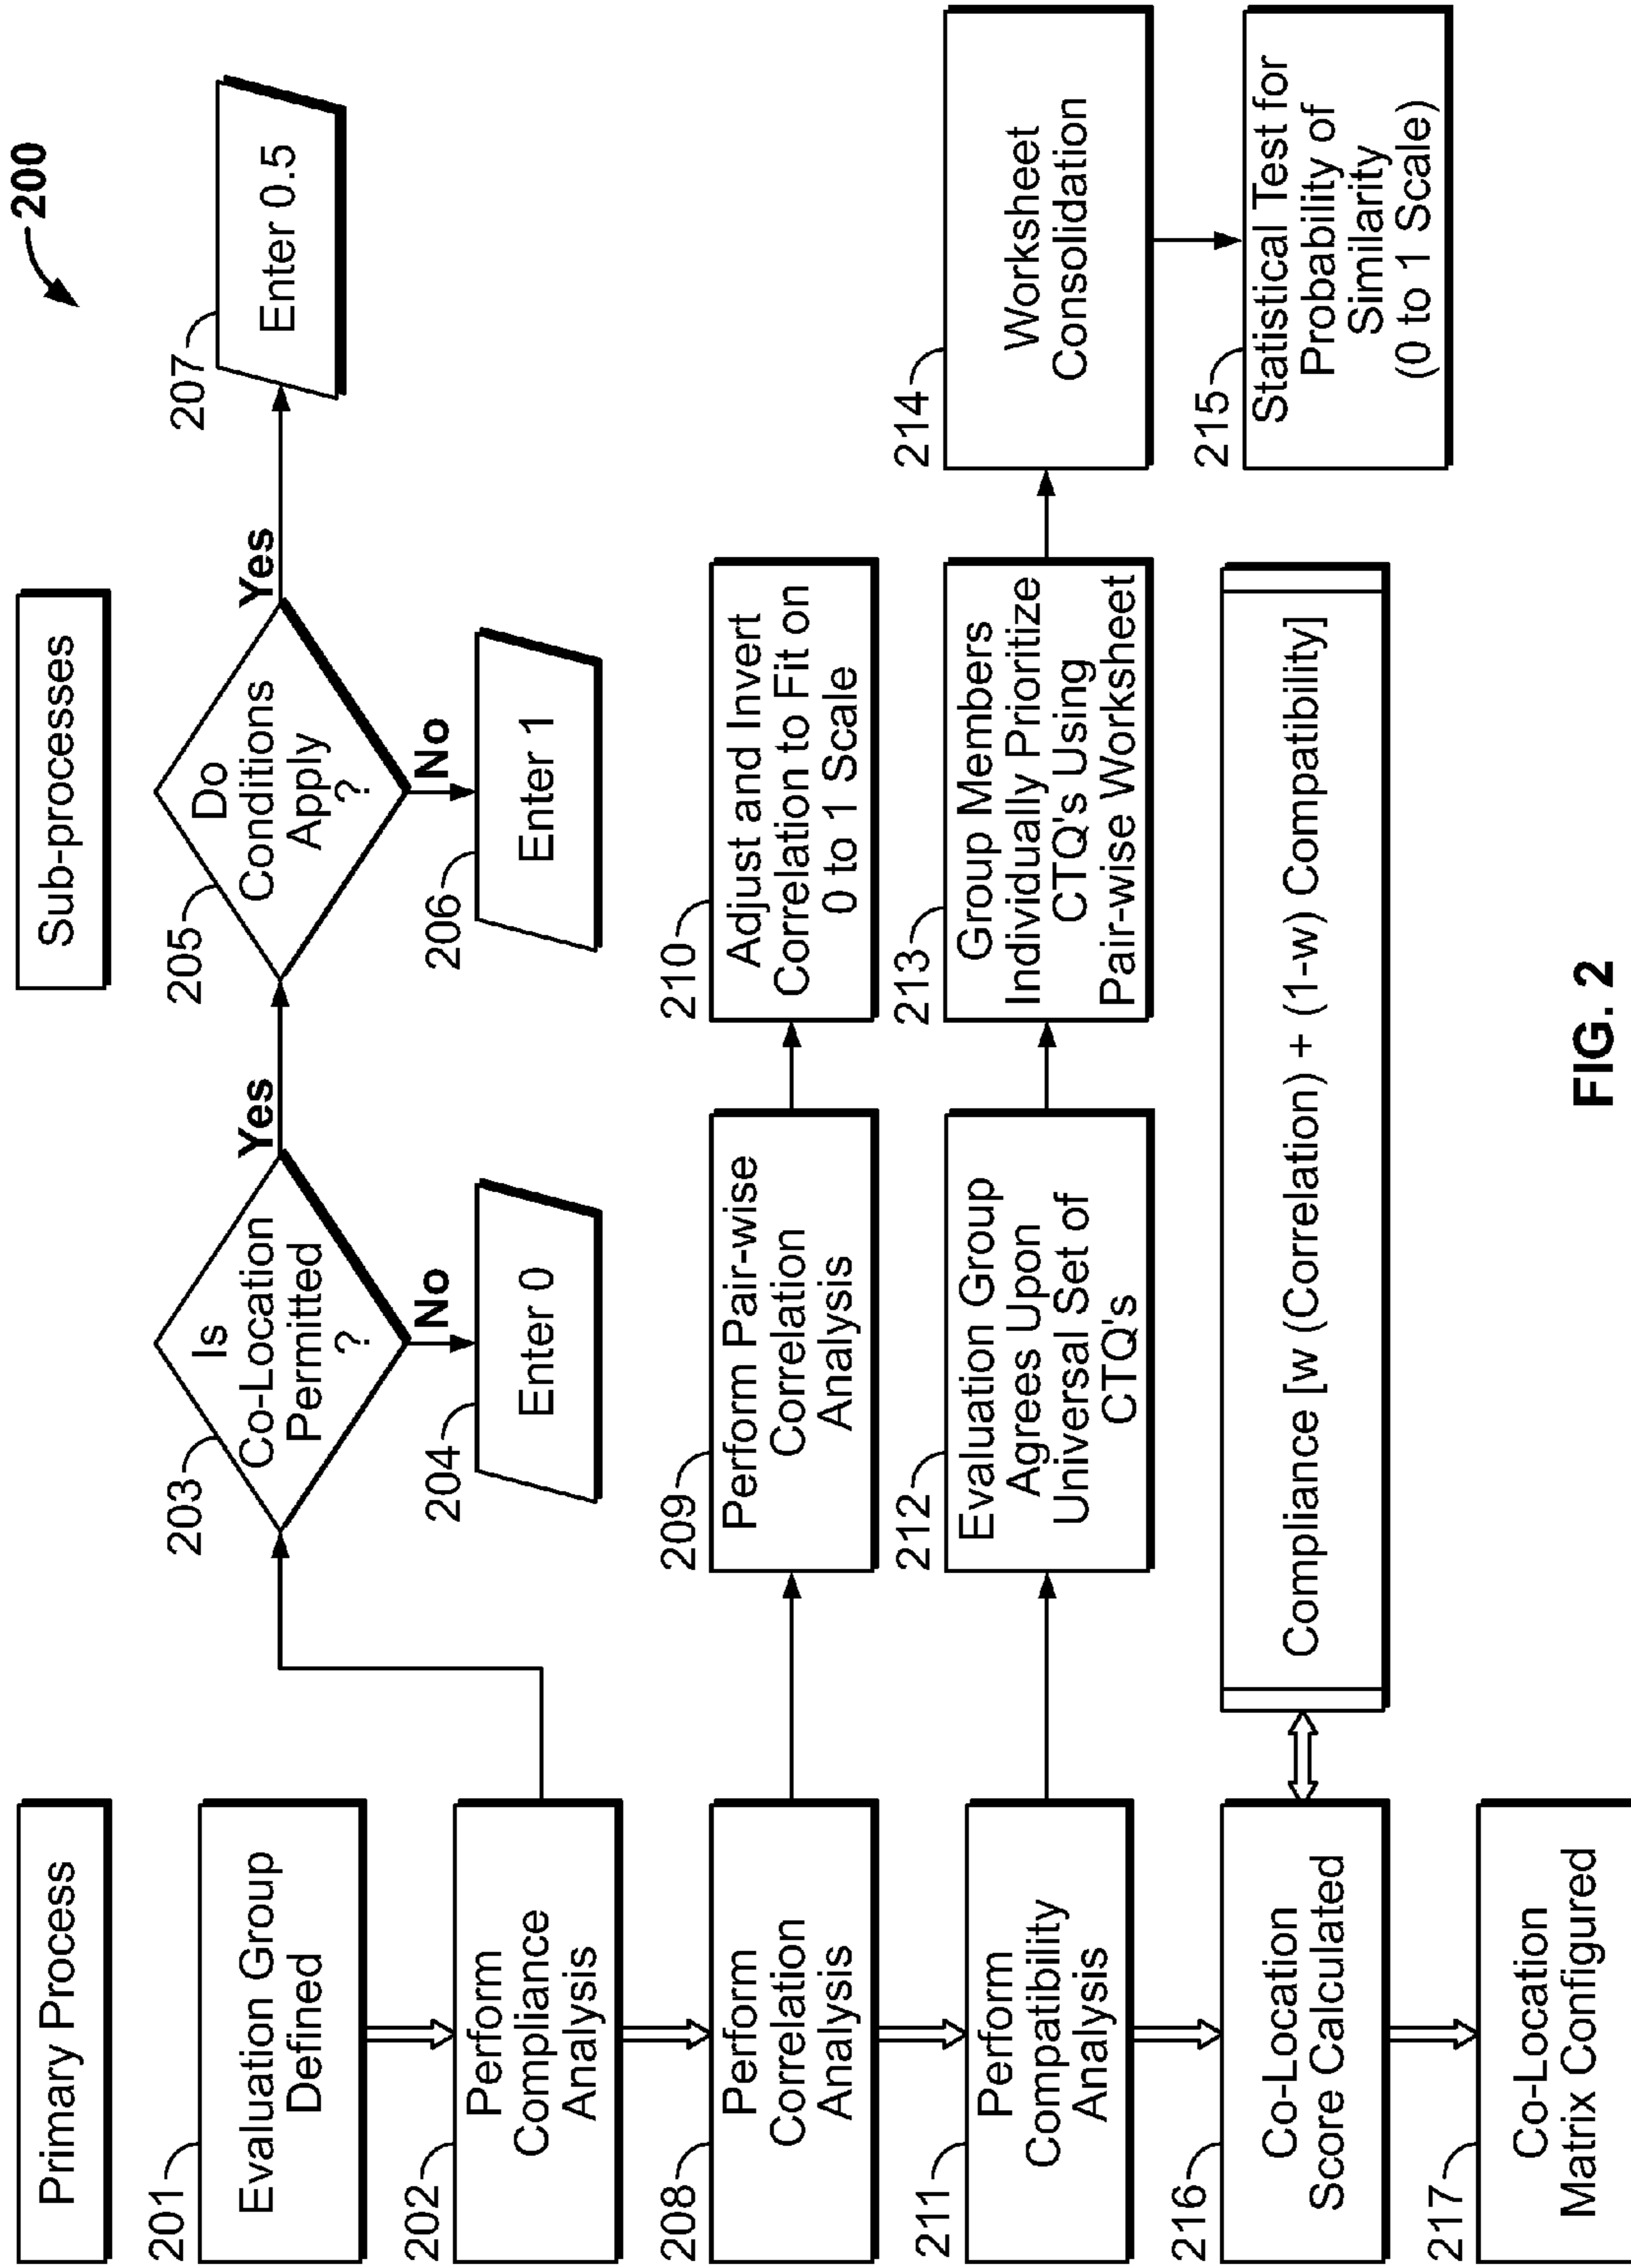 200
Primary Process
Sub-processes
201
Evaluation Group
Defined
202
Perform
Compliance
Analysis
203
Is
Co-Location
Permitted
?
Yes
No
204
Enter 0
205
Do
Conditions
Apply
?
Yes
No
206
Enter 1
207
Enter 0.5
208
Perform
Correlation
Analysis
209
Perform Pair-wise
Correlation
Analysis
210
Adjust and Invert
Correlation to Fit on
0 to 1 Scale
211
Perform
Compatibility
Analysis
212
Evaluation Group
Agrees Upon
Universal Set of
CTQ's
213
Group Members
Individually Prioritize
CTQ's Using
Pair-wise Worksheet
214
Worksheet
Consolidation
215
Statistical Test for
Probability of
Similarity
(0 to 1 Scale)
216
Co-Location
Score Calculated
Compliance [w (Correlation) + (1-w) Compatibility]
217
Co-Location
Matrix Configured
FIG. 2